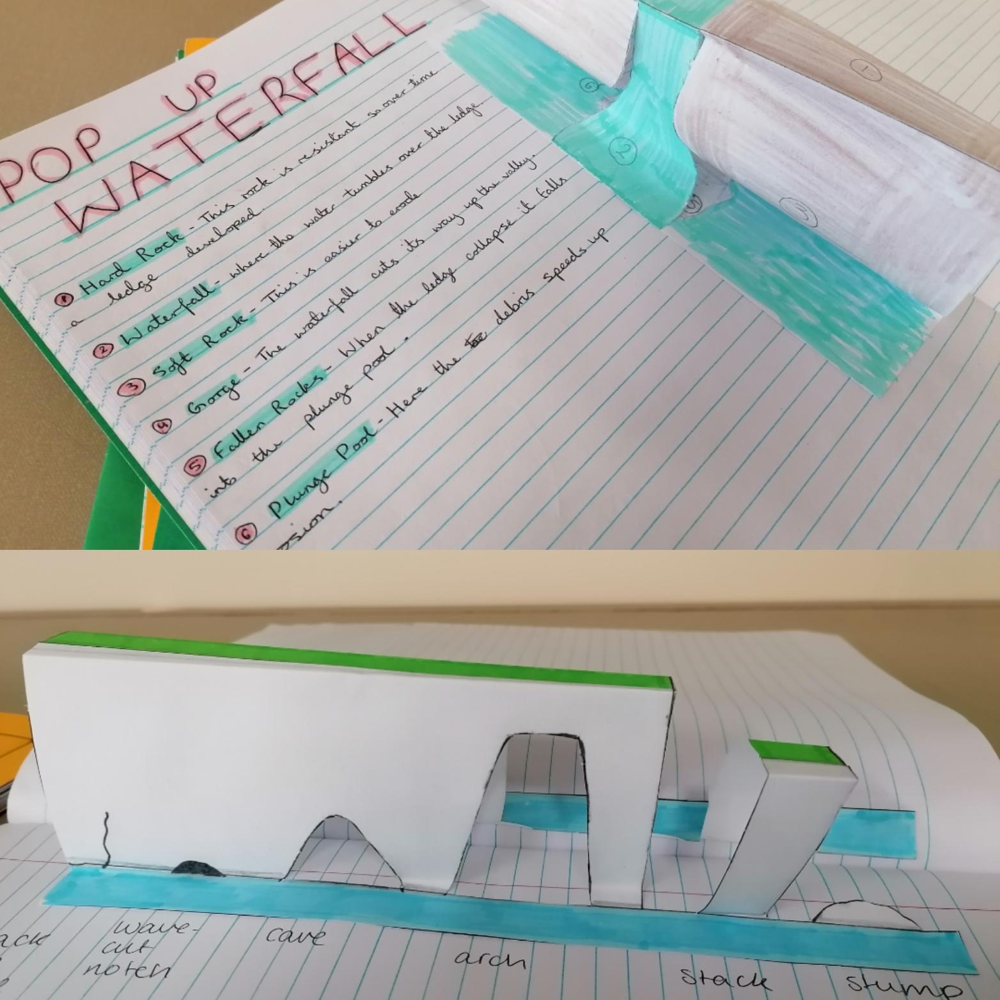 POP UP
WATERFALL
① Hard Rock - This rock is resistant so over time
a ledge developed.
② Waterfall - where the water tumbles over the ledge.
③ Soft Rock - This is easier to erode
④ Gorge - The waterfall cuts its way up the valley.
⑤ Fallen Rocks - When the ledge collapse it falls
into the plunge pool.
⑥ Plunge Pool - Here the debris speeds up
osion.
1
2
3
5
6
ack
wave-
cut
notch
cave
arch
stack
stump